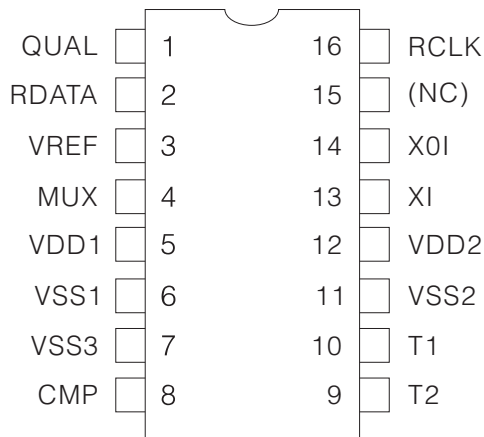 QUAL 1 16 RCLK
RDATA 2 15 (NC)
VREF 3 14 X0I
MUX 4 13 XI
VDD1 5 12 VDD2
VSS1 6 11 VSS2
VSS3 7 10 T1
CMP 8 9 T2